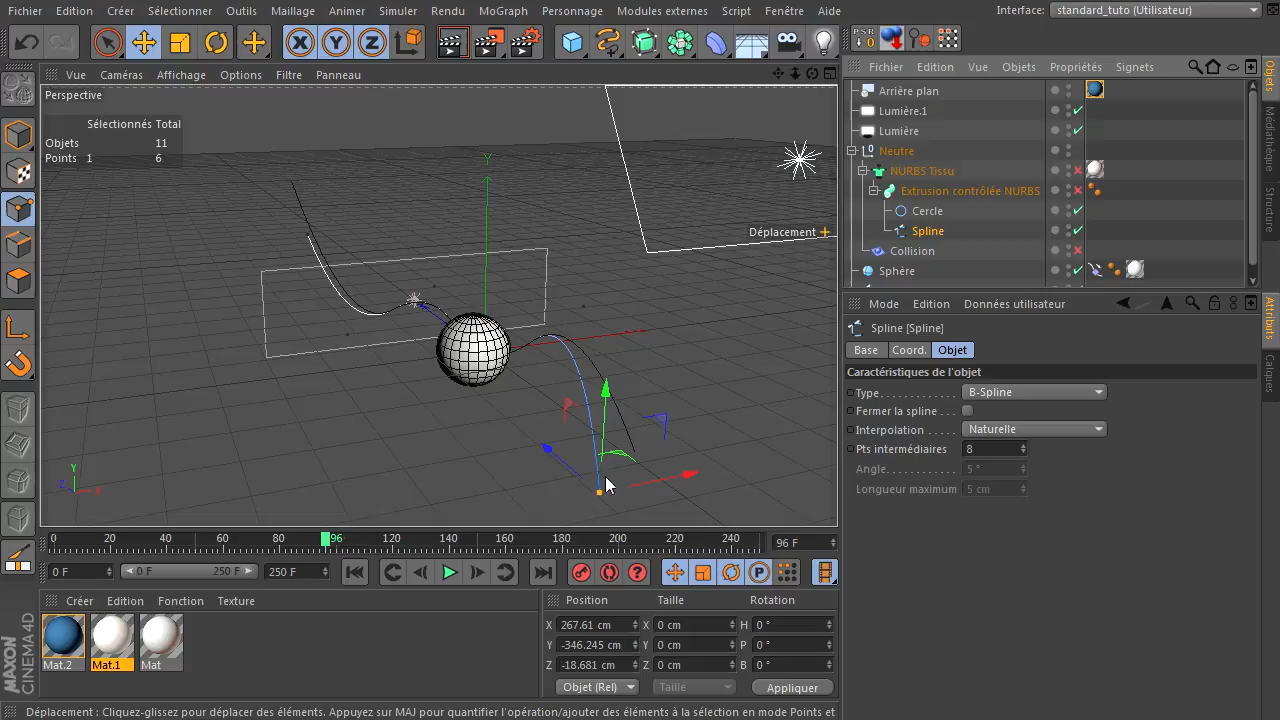 Fichier Edition Créer Sélectionner Outils Maillage Animer Simuler Rendu MoGraph Personnage Modules externes Script Fenêtre Aide Interface: standard_tuto (Utilisateur)
X Y Z
PSR 0
Vue Caméras Affichage Options Filtre Panneau
Fichier Edition Vue Objets Propriétés Signets
Perspective
Arrière plan
Sélectionnés Total
Lumière.1
Objets 11
Lumière
Points 1 6
Neutre
Y
NURBS Tissu
Extrusion contrôlée NURBS
Cercle
Déplacement
Spline
Collision
Sphère
Mode Edition Données utilisateur
Spline [Spline]
Base Coord. Objet
Caractéristiques de l'objet
Type B-Spline
Fermer la spline
Interpolation Naturelle
Pts intermédiaires 8
Angle 5 °
Longueur maximum 5 cm
Y
Z X
0 20 40 60 80 96 120 140 160 180 200 220 240 96 F
0 F 0 F 250 F 250 F P
Créer Edition Fonction Texture
Position Taille Rotation
X 267.61 cm X 0 cm H 0 °
Y -346.245 cm Y 0 cm P 0 °
Z -18.681 cm Z 0 cm B 0 °
Mat.2 Mat.1 Mat
Objet (Rel) Taille Appliquer
Déplacement : Cliquez-glissez pour déplacer des éléments. Appuyez sur MAJ pour quantifier l'opération/ajouter des éléments à la sélection en mode Points et
Objets
Médiathèque
Structure
Attributs
Calques
MAXON
CINEMA 4D